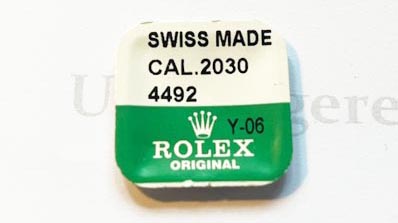 SWISS MADE
CAL.2030
4492
Y-06
ROLEX
ORIGINAL